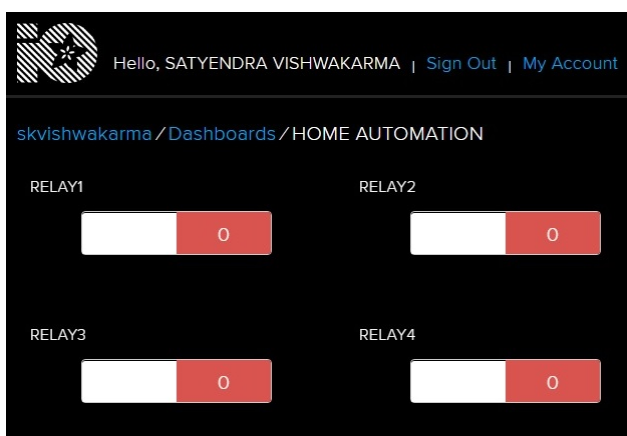 iO
Hello, SATYENDRA VISHWAKARMA | Sign Out | My Account
skvishwakarma / Dashboards / HOME AUTOMATION
RELAY1 RELAY2
0 0
RELAY3 RELAY4
0 0